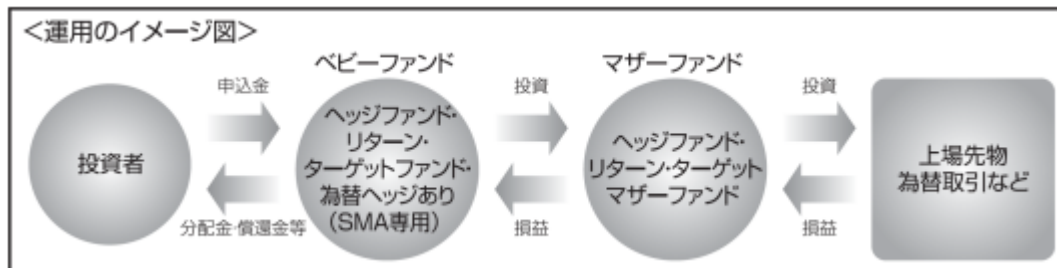 <運用のイメージ図>
ベビーファンド
マザーファンド
申込金
投資
投資
投資者
ヘッジファンド・
リターン・
ターゲットファンド・
為替ヘッジあり
(SMA専用)
ヘッジファンド・
リターン・ターゲット
マザーファンド
上場先物
為替取引など
分配金・償還金等
損益
損益